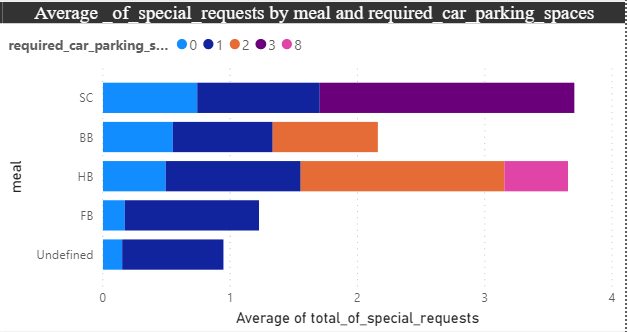 Average _of_special_requests by meal and required_car_parking_spaces
required_car_parking_s... 0 1 2 3 8
meal
SC
BB
HB
FB
Undefined
0 1 2 3 4
Average of total_of_special_requests